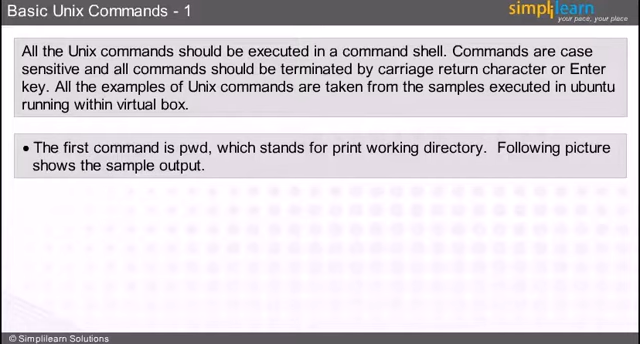 Basic Unix Commands - 1
simplilearn
your pace, your place
All the Unix commands should be executed in a command shell. Commands are case
sensitive and all commands should be terminated by carriage return character or Enter
key. All the examples of Unix commands are taken from the samples executed in ubuntu
running within virtual box.
• The first command is pwd, which stands for print working directory. Following picture
shows the sample output.
© Simplilearn Solutions